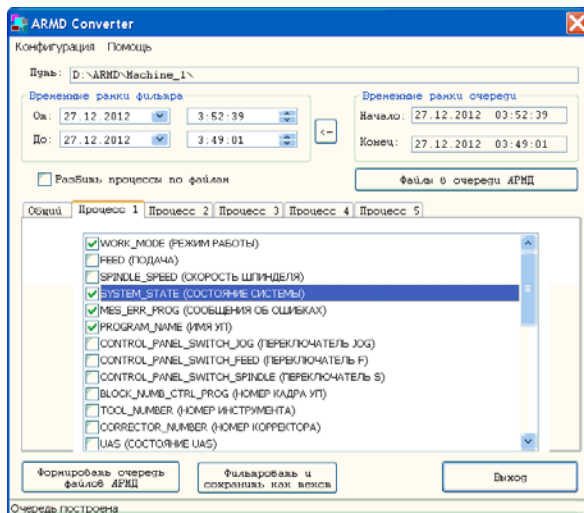 ARMD Converter
Конфигурация Помощь
Путь: D:\ARMD\Machine_1\
Временные рамки фильтра
От: 27.12.2012 3:52:39
До: 27.12.2012 3:49:01
<-
Временные рамки очереди
Начало: 27.12.2012 03:52:39
Конец: 27.12.2012 03:49:01
Разбить процессы по файлам
Файлы в очереди АРМД
Общий Процесс 1 Процесс 2 Процесс 3 Процесс 4 Процесс 5
WORK_MODE (РЕЖИМ РАБОТЫ)
FEED (ПОДАЧА)
SPINDLE_SPEED (СКОРОСТЬ ШПИНДЕЛЯ)
SYSTEM_STATE (СОСТОЯНИЕ СИСТЕМЫ)
MES_ERR_PROG (СООБЩЕНИЯ ОБ ОШИБКАХ)
PROGRAM_NAME (ИМЯ УП)
CONTROL_PANEL_SWITCH_JOG (ПЕРЕКЛЮЧАТЕЛЬ JOG)
CONTROL_PANEL_SWITCH_FEED (ПЕРЕКЛЮЧАТЕЛЬ F)
CONTROL_PANEL_SWITCH_SPINDLE (ПЕРЕКЛЮЧАТЕЛЬ S)
BLOCK_NUMB_CTRL_PROG (НОМЕР КАДРА УП)
TOOL_NUMBER (НОМЕР ИНСТРУМЕНТА)
CORRECTOR_NUMBER (НОМЕР КОРРЕКТОРА)
UAS (СОСТОЯНИЕ UAS)
Формировать очередь
файлов АРМД
Фильтровать и
сохранить как текст
Выход
Очередь построена